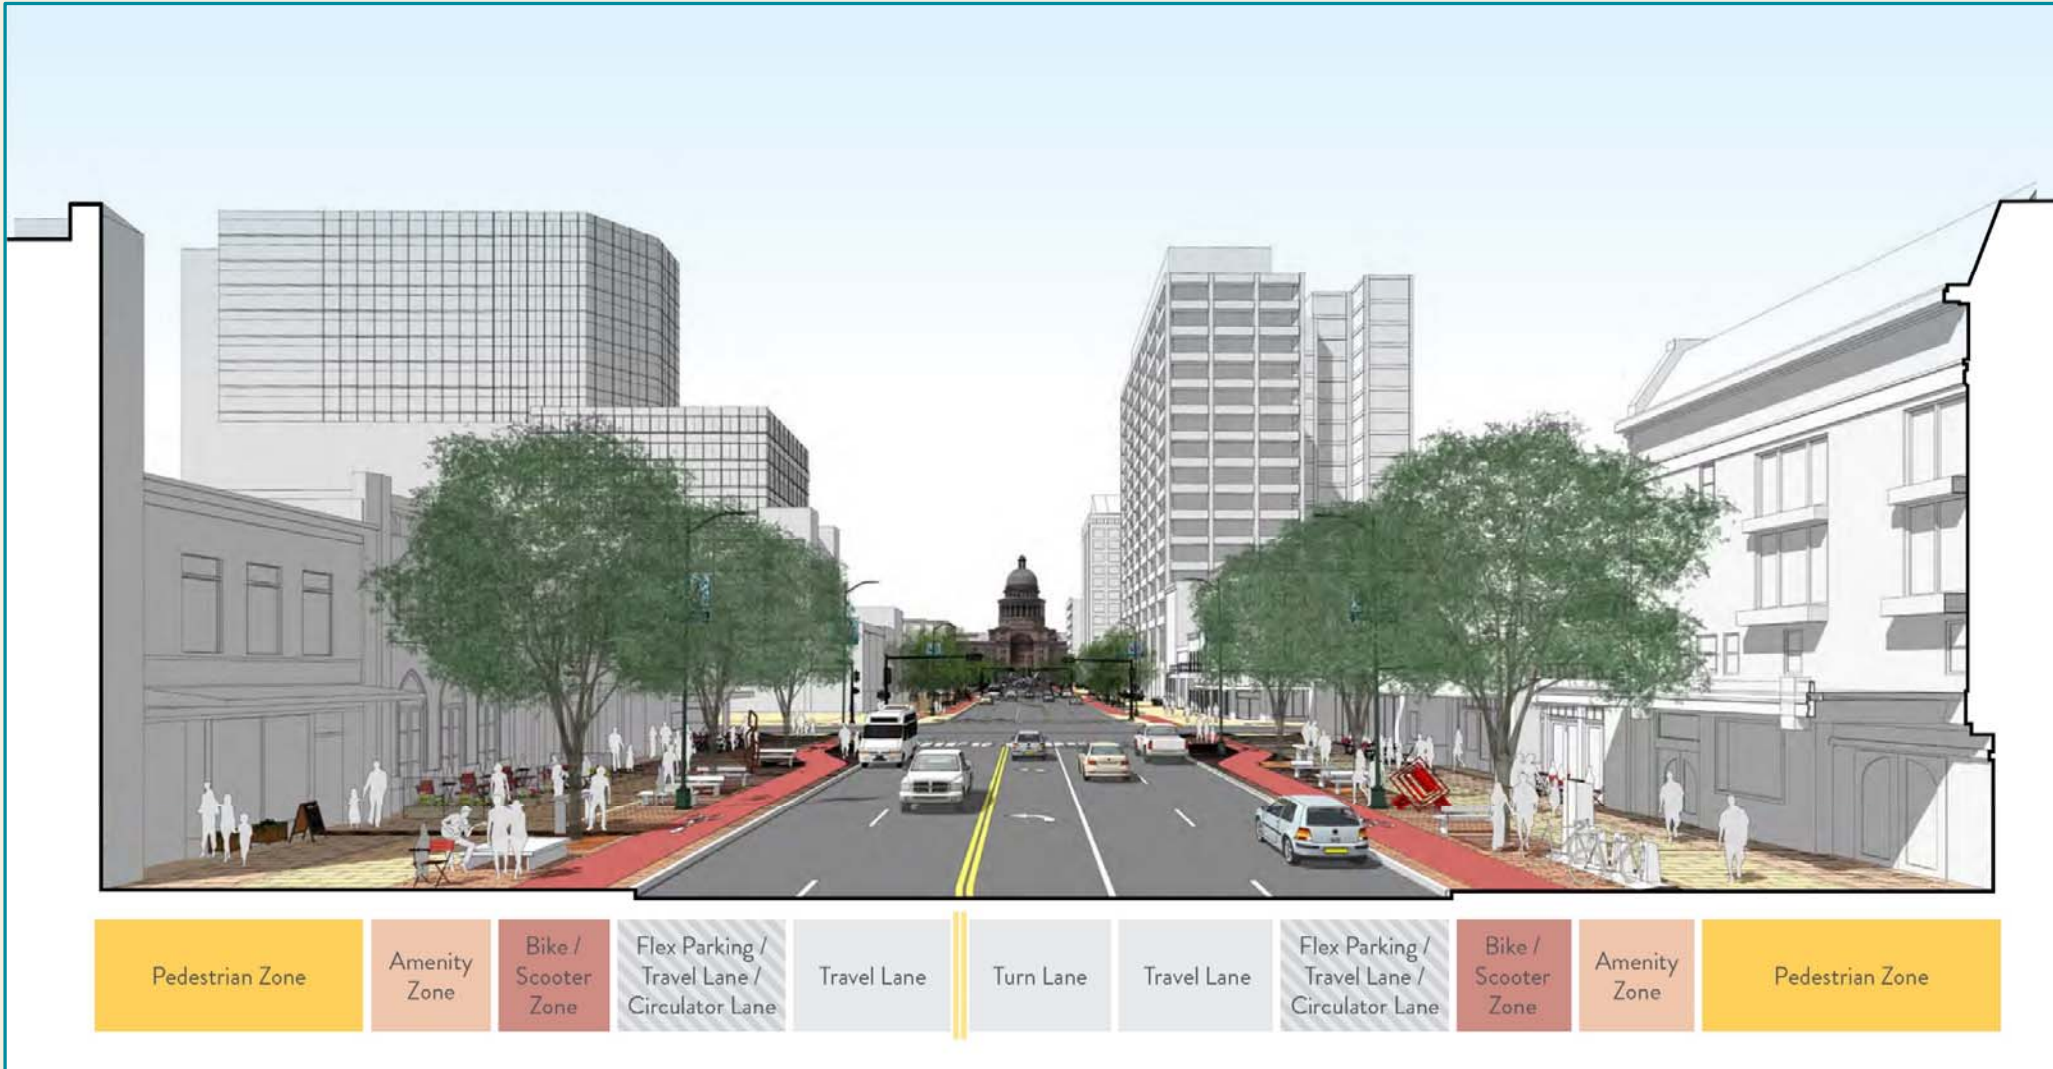 Pedestrian Zone
Amenity
Zone
Bike /
Scooter
Zone
Flex Parking /
Travel Lane /
Circulator Lane
Travel Lane
Turn Lane
Travel Lane
Flex Parking /
Travel Lane /
Circulator Lane
Bike /
Scooter
Zone
Amenity
Zone
Pedestrian Zone